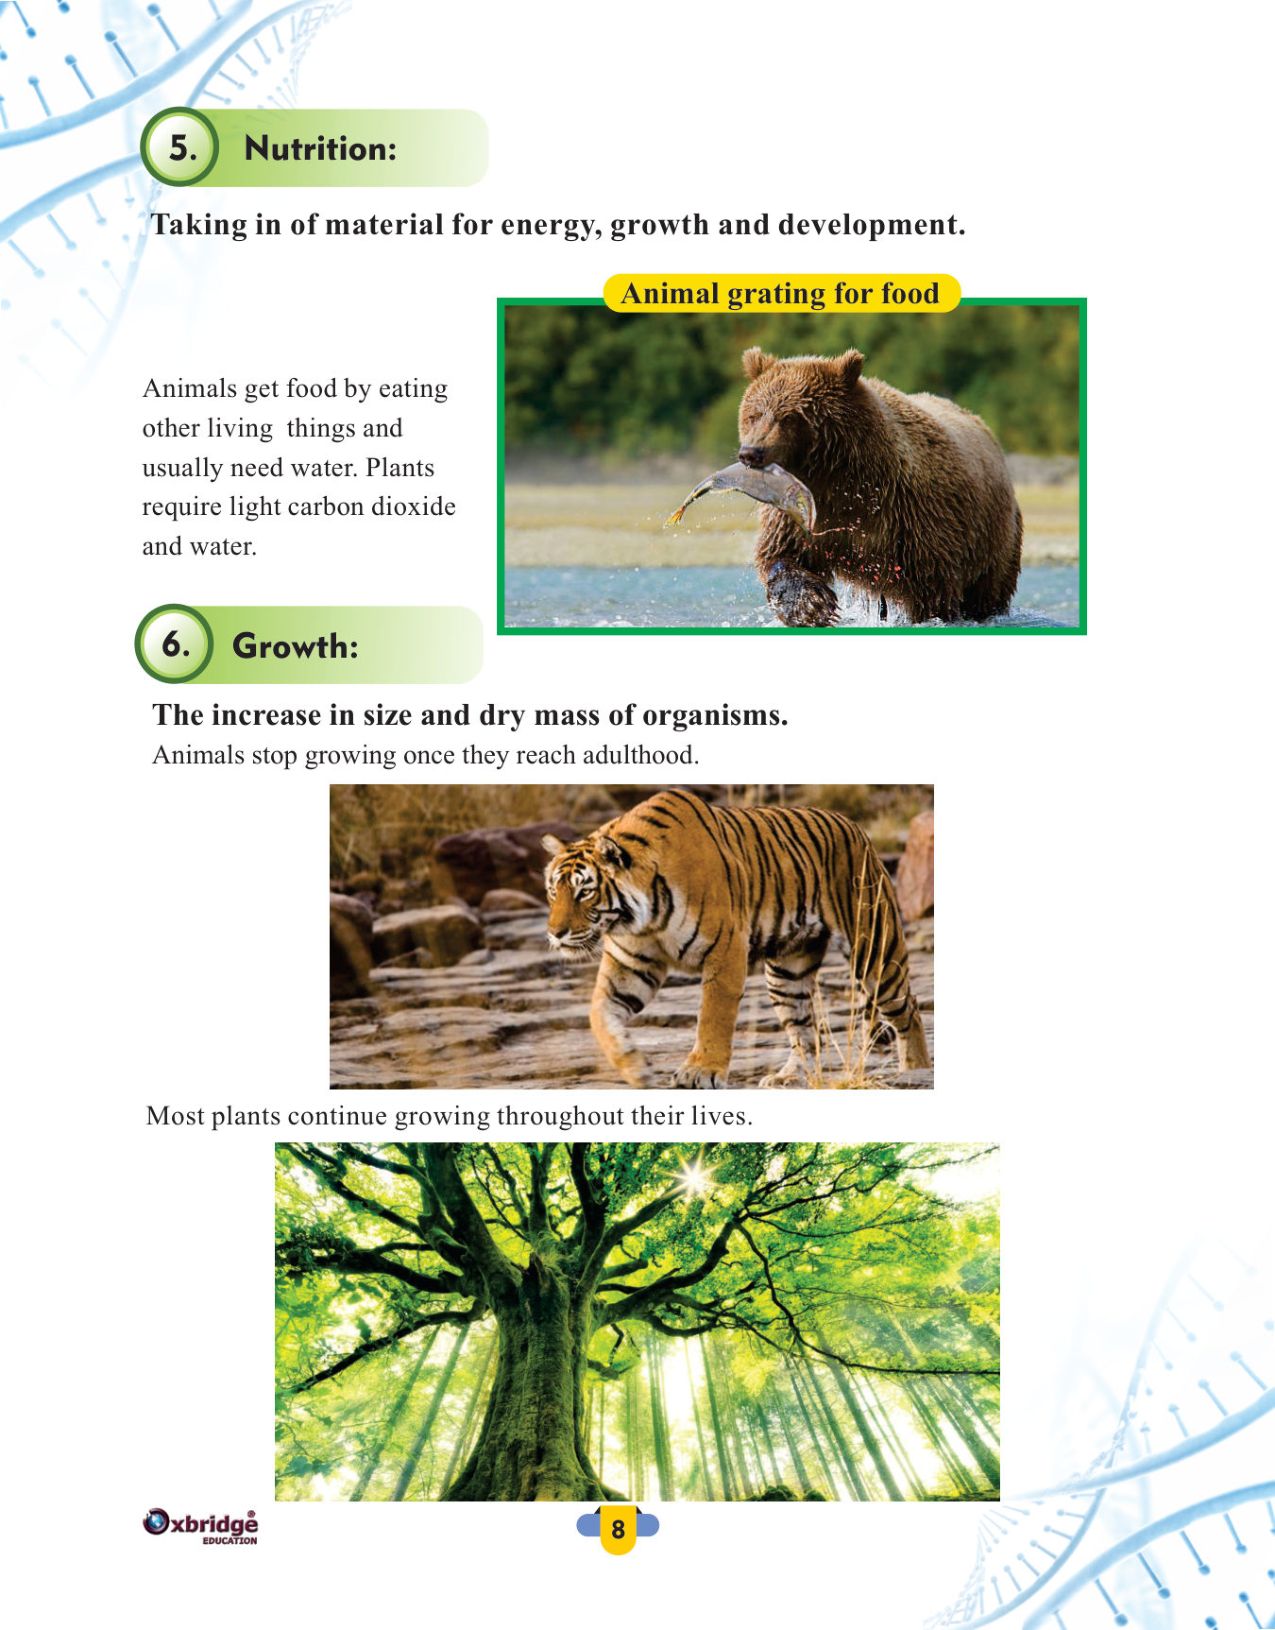 5. Nutrition:
Taking in of material for energy, growth and development.
Animal grating for food
Animals get food by eating
other living things and
usually need water. Plants
require light carbon dioxide
and water.
6. Growth:
The increase in size and dry mass of organisms.
Animals stop growing once they reach adulthood.
Most plants continue growing throughout their lives.
Oxbridge®
EDUCATION
8